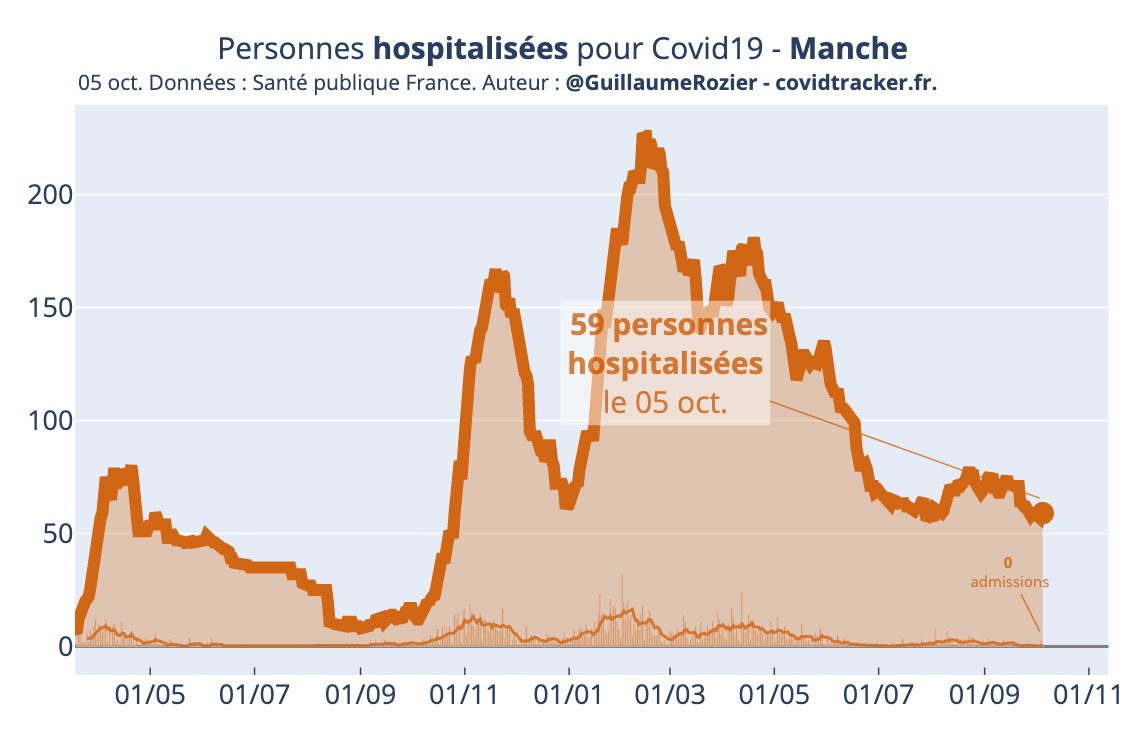 Personnes hospitalisées pour Covid19 - Manche
05 oct. Données : Santé publique France. Auteur : @GuillaumeRozier - covidtracker.fr.
200
150
100
50
0
59 personnes
hospitalisées
le 05 oct.
0
admissions
01/05 01/07 01/09 01/11 01/01 01/03 01/05 01/07 01/09 01/11